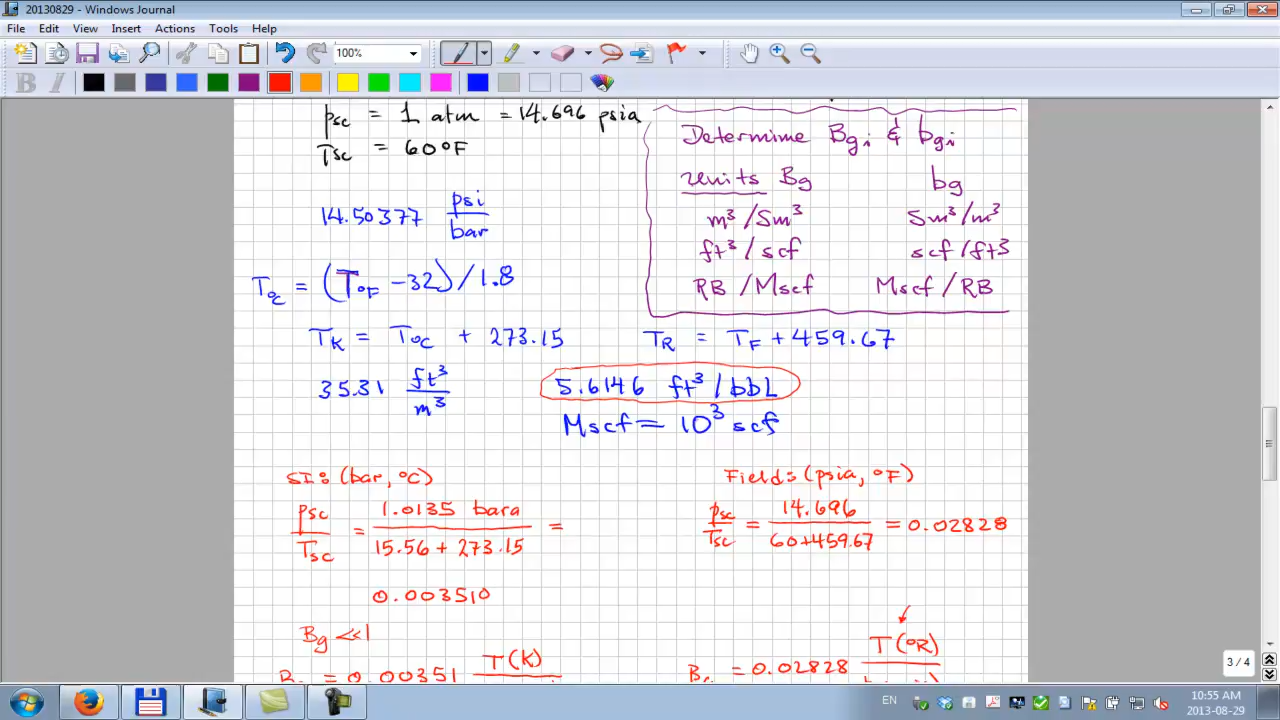 20130829 - Windows Journal
File Edit View Insert Actions Tools Help
100%
Psc = 1 atm = 14.696 psia
Tsc = 60°F
Determine Bgi & bgi
Units Bg bg
m³/Sm³ Sm³/m³
ft³/scf scf/ft³
RB/Mscf Mscf/RB
14.50377 psi/bar
T°C = (T°F -32)/1.8
TK = T°C + 273.15 TR = TF + 459.67
35.31 ft³/m³ 5.6146 ft³/bbL
Mscf = 10³ scf
SI: (bar, °C) Field: (psia, °F)
Psc/Tsc = 1.0135 bara / 15.56 + 273.15 =
0.003510
Psc/Tsc = 14.696 / 60+459.67 = 0.02828
Bg <<1
= 0.00351 T(K)
= 0.02828 T(°R)
3 / 4
EN
10:55 AM
2013-08-29